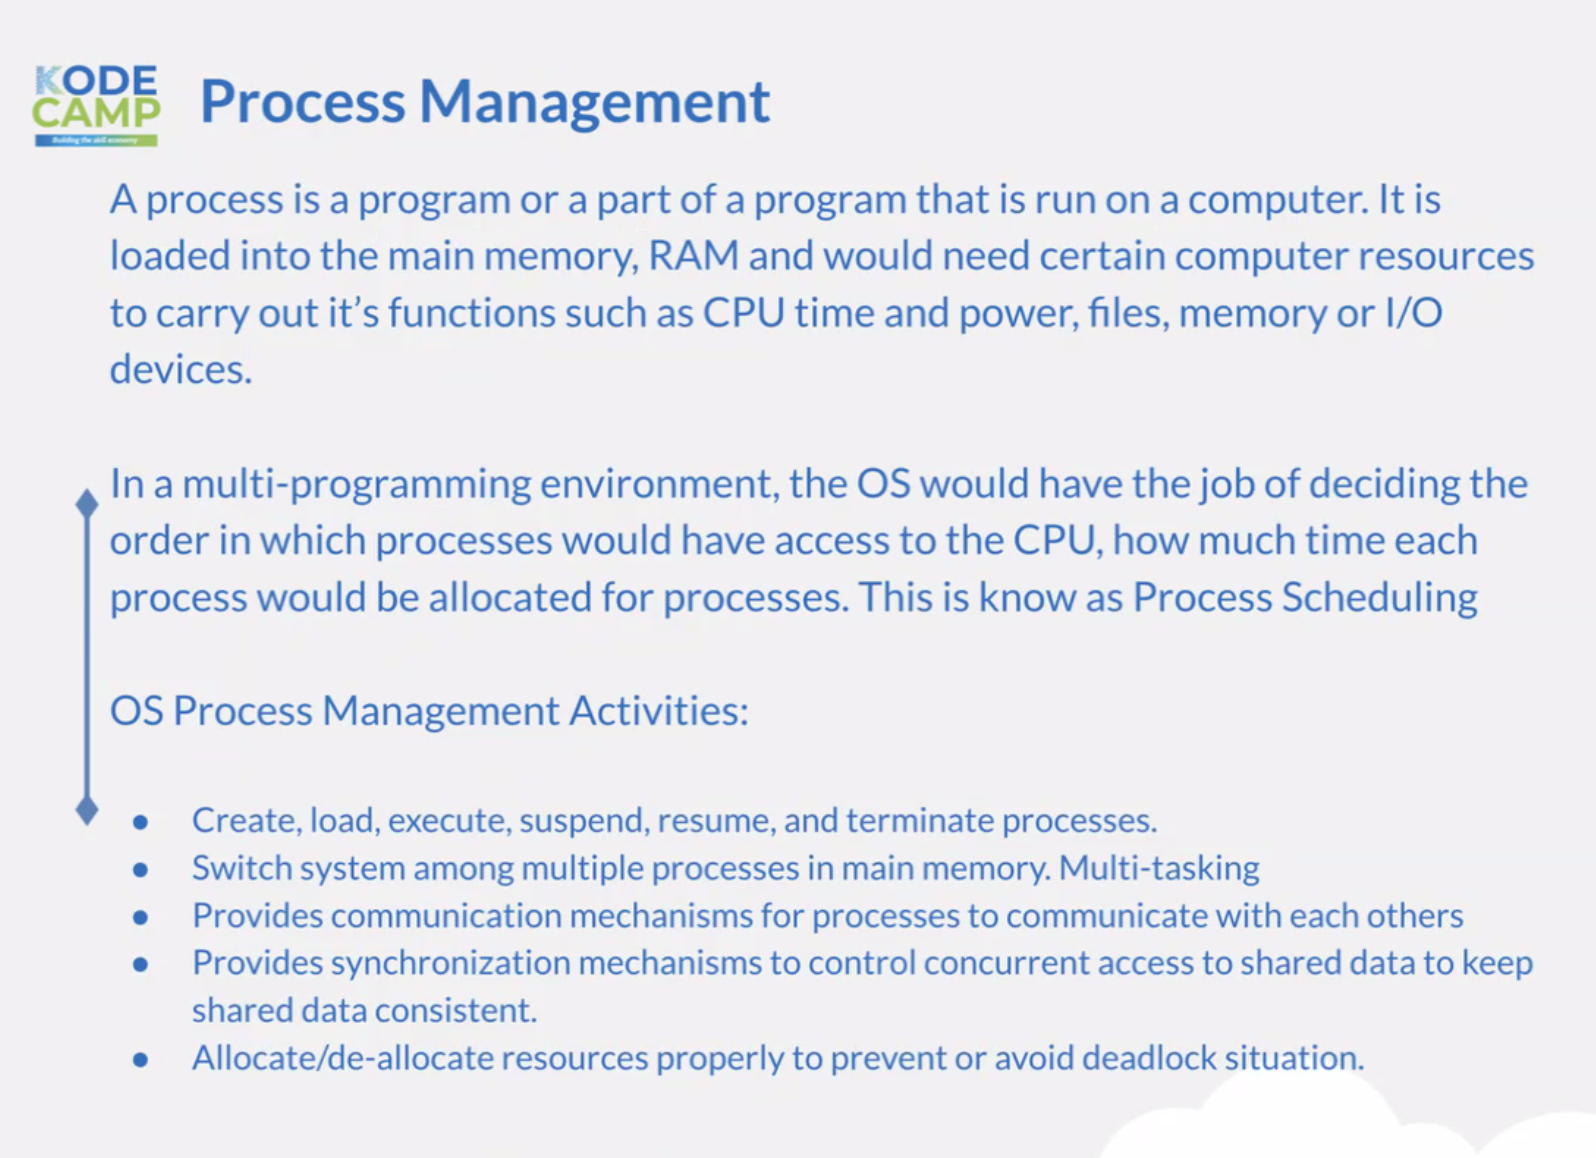 KODE
CAMP
Building the skill economy
Process Management
A process is a program or a part of a program that is run on a computer. It is
loaded into the main memory, RAM and would need certain computer resources
to carry out it’s functions such as CPU time and power, files, memory or I/O
devices.
In a multi-programming environment, the OS would have the job of deciding the
order in which processes would have access to the CPU, how much time each
process would be allocated for processes. This is know as Process Scheduling
OS Process Management Activities:
● Create, load, execute, suspend, resume, and terminate processes.
● Switch system among multiple processes in main memory. Multi-tasking
● Provides communication mechanisms for processes to communicate with each others
● Provides synchronization mechanisms to control concurrent access to shared data to keep
shared data consistent.
● Allocate/de-allocate resources properly to prevent or avoid deadlock situation.